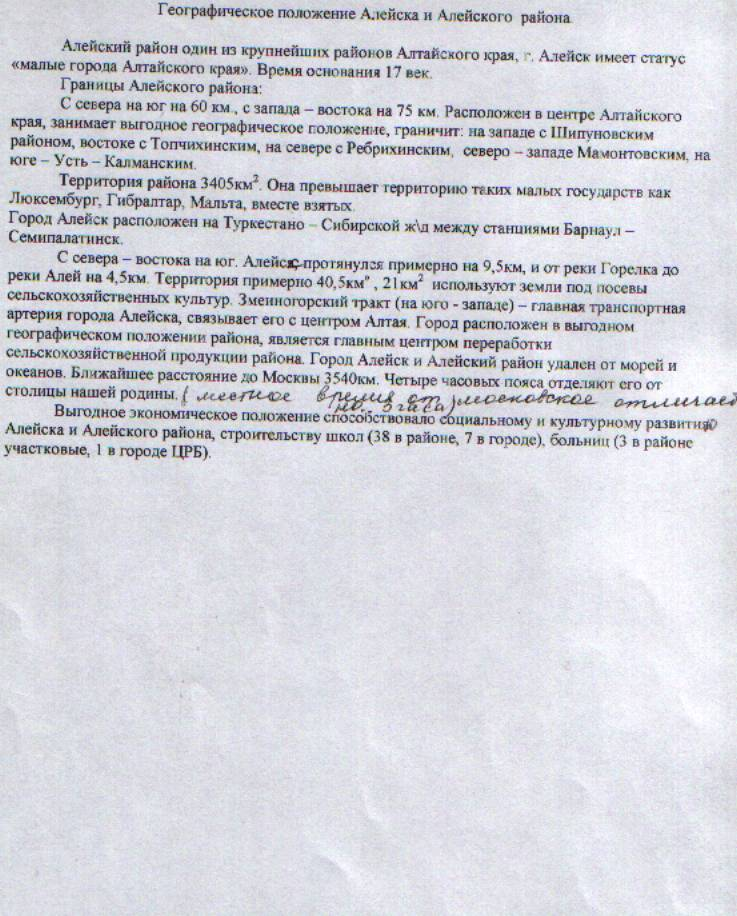 Географическое положение Алейска и Алейского района
Алейский район один из крупнейших районов Алтайского края, г. Алейск имеет статус
«малые города Алтайского края». Время основания 17 век.
Границы Алейского района:
С севера на юг на 60 км., с запада – востока на 75 км. Расположен в центре Алтайского
края, занимает выгодное географическое положение, граничит: на западе с Шипуновским
районом, востоке с Топчихинским, на севере с Ребрихинским, северо – западе Мамонтовским, на
юге – Усть – Калманским.
Территория района 3405км². Она превышает территорию таких малых государств как
Люксембург, Гибралтар, Мальта, вместе взятых.
Город Алейск расположен на Туркестано – Сибирской ж\д между станциями Барнаул –
Семипалатинск.
С севера – востока на юг. Алейск протянулся примерно на 9,5км, и от реки Горелка до
реки Алей на 4,5км. Территория примерно 40,5км² , 21км² используют земли под посевы
сельскохозяйственных культур. Змеиногорский тракт (на юго - западе) – главная транспортная
артерия города Алейска, связывает его с центром Алтая. Город расположен в выгодном
географическом положении района, является главным центром переработки
сельскохозяйственной продукции района. Город Алейск и Алейский район удален от морей и
океанов. Ближайшее расстояние до Москвы 3540км. Четыре часовых пояса отделяют его от
столицы нашей родины. (местное время от московское отличает
на 3 часа)
Выгодное экономическое положение способствовало социальному и культурному развитию
Алейска и Алейского района, строительству школ (38 в районе, 7 в городе), больниц (3 в районе
участковые, 1 в городе ЦРБ).